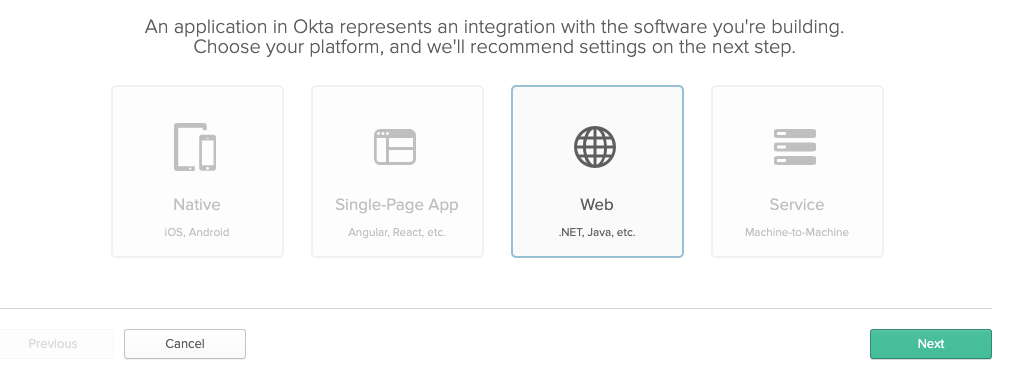 An application in Okta represents an integration with the software you're building.
Choose your platform, and we'll recommend settings on the next step.
Native
iOS, Android
Single-Page App
Angular, React, etc.
Web
.NET, Java, etc.
Service
Machine-to-Machine
Previous
Cancel
Next